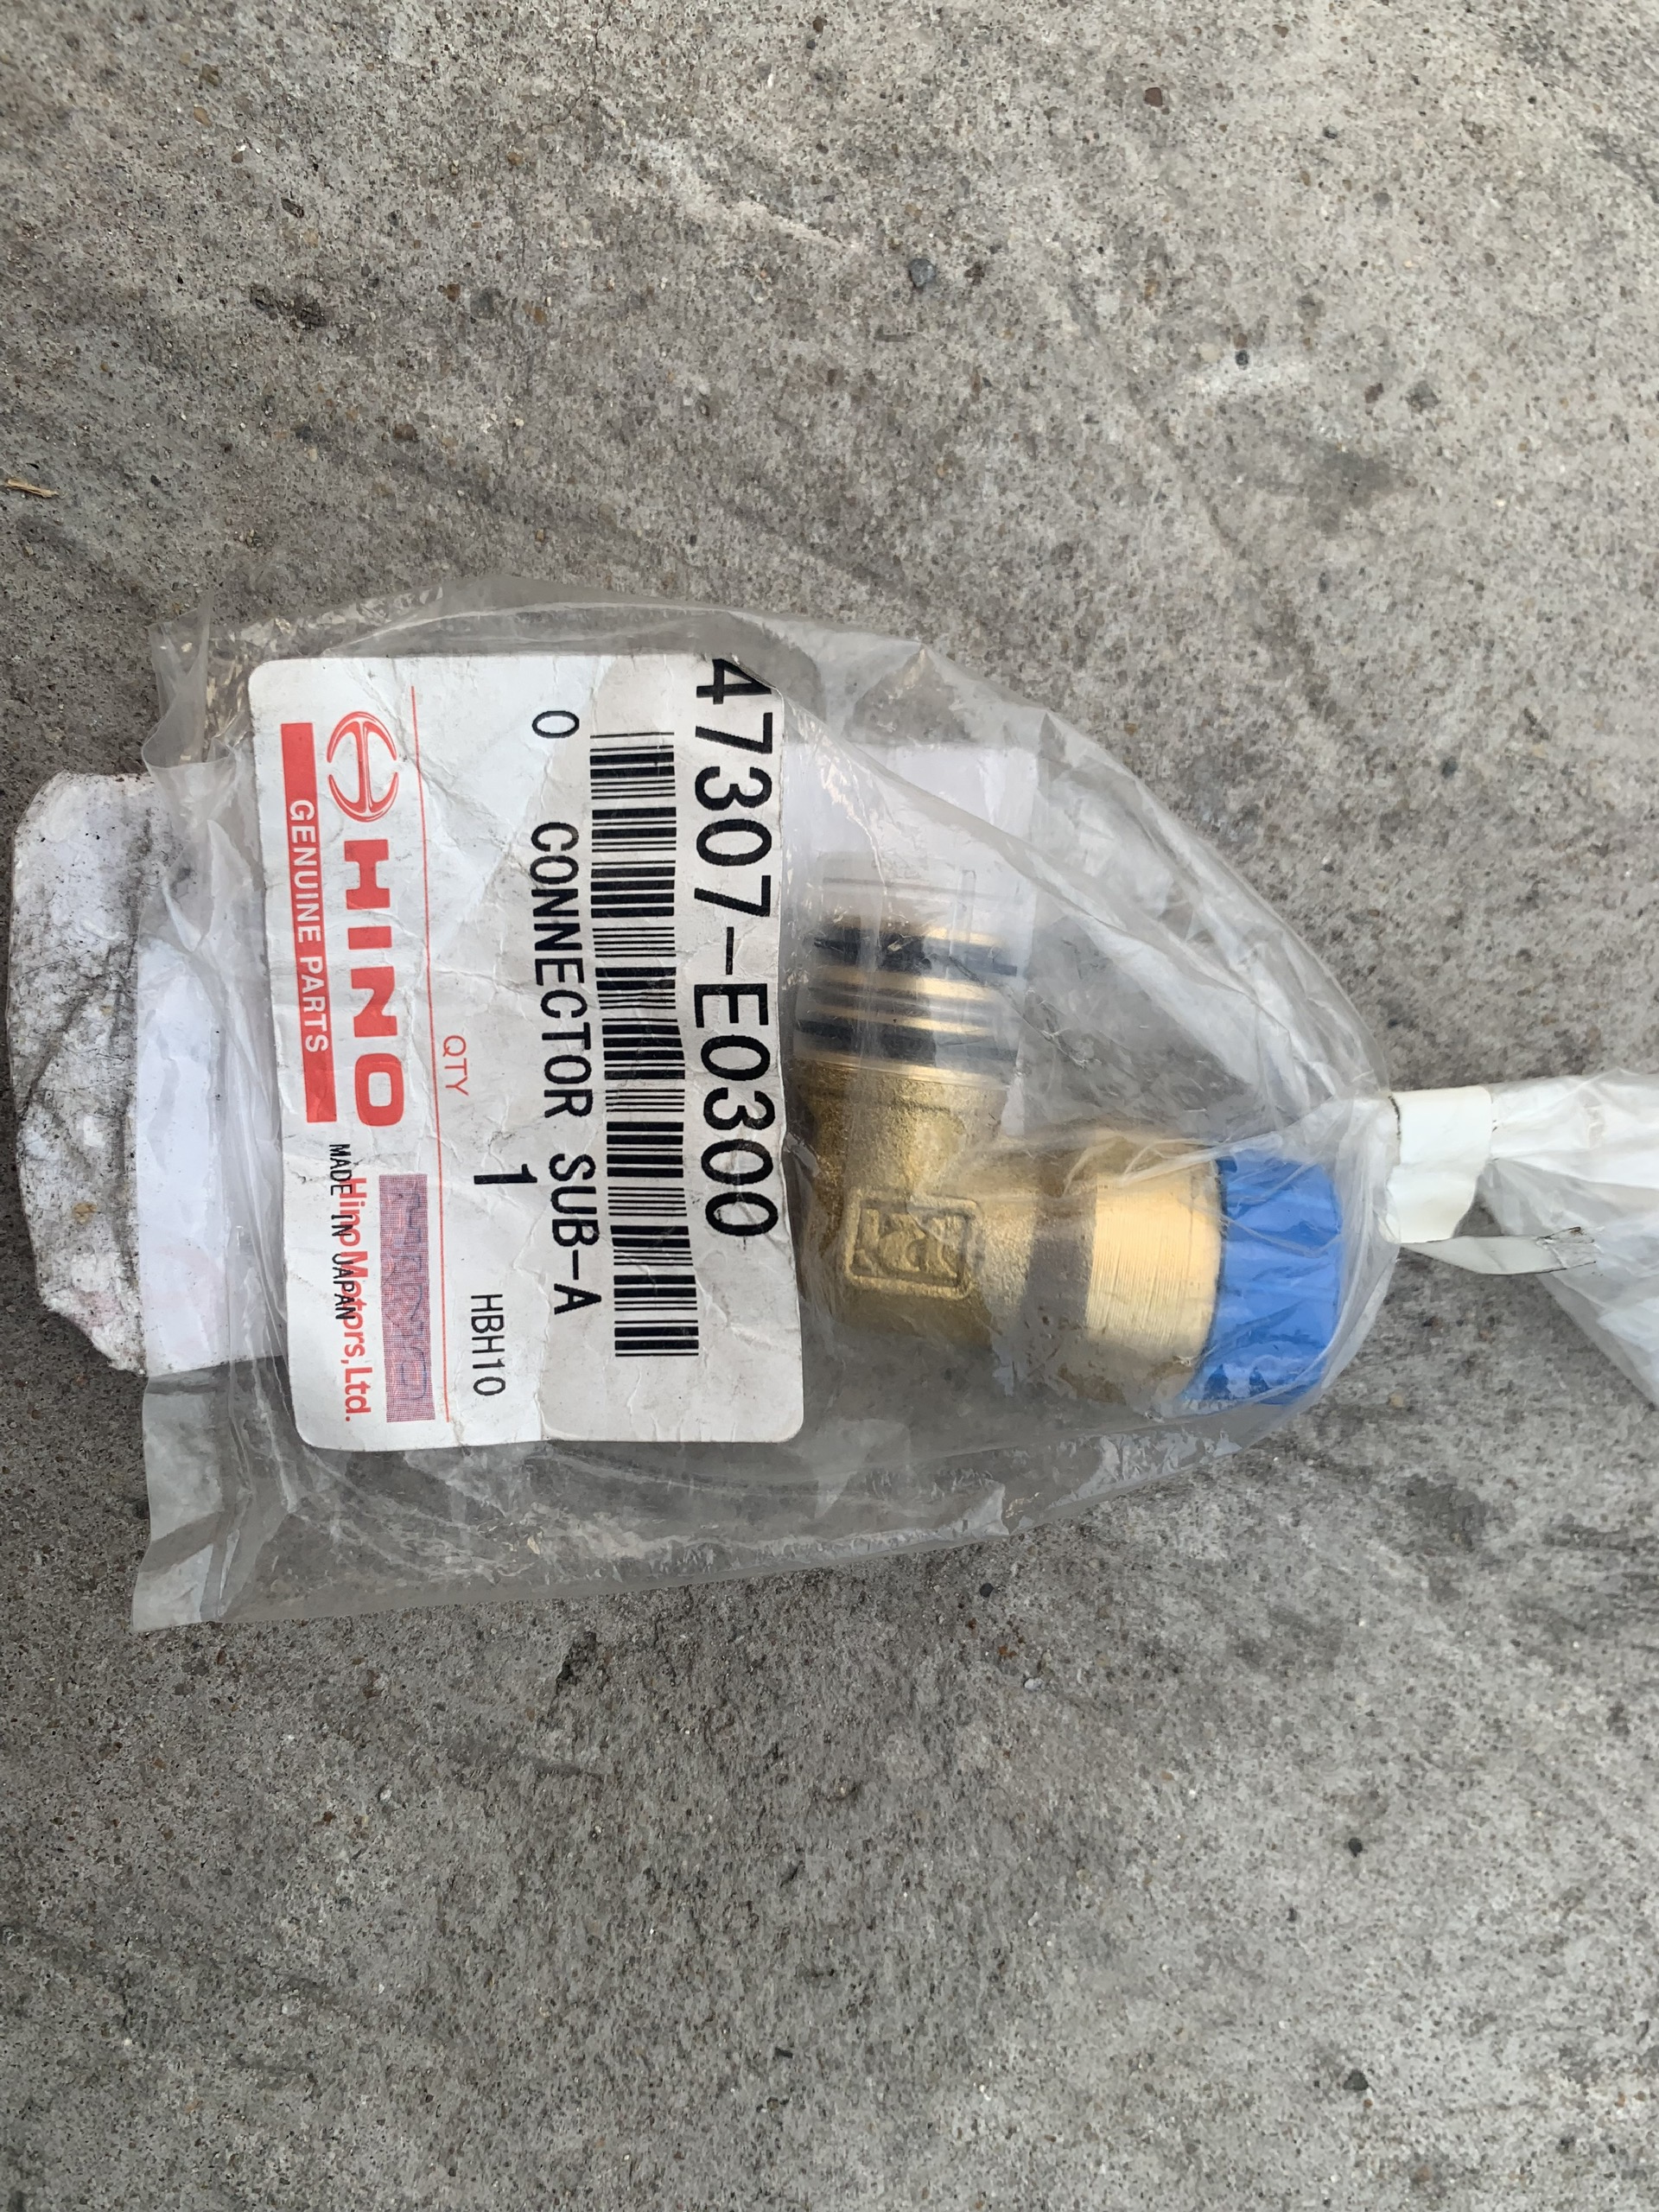 47307-E0300
0 CONNECTOR SUB-A
QTY 1 HBH10
HINO
GENUINE PARTS
Hino Motors, Ltd.
MADE IN JAPAN